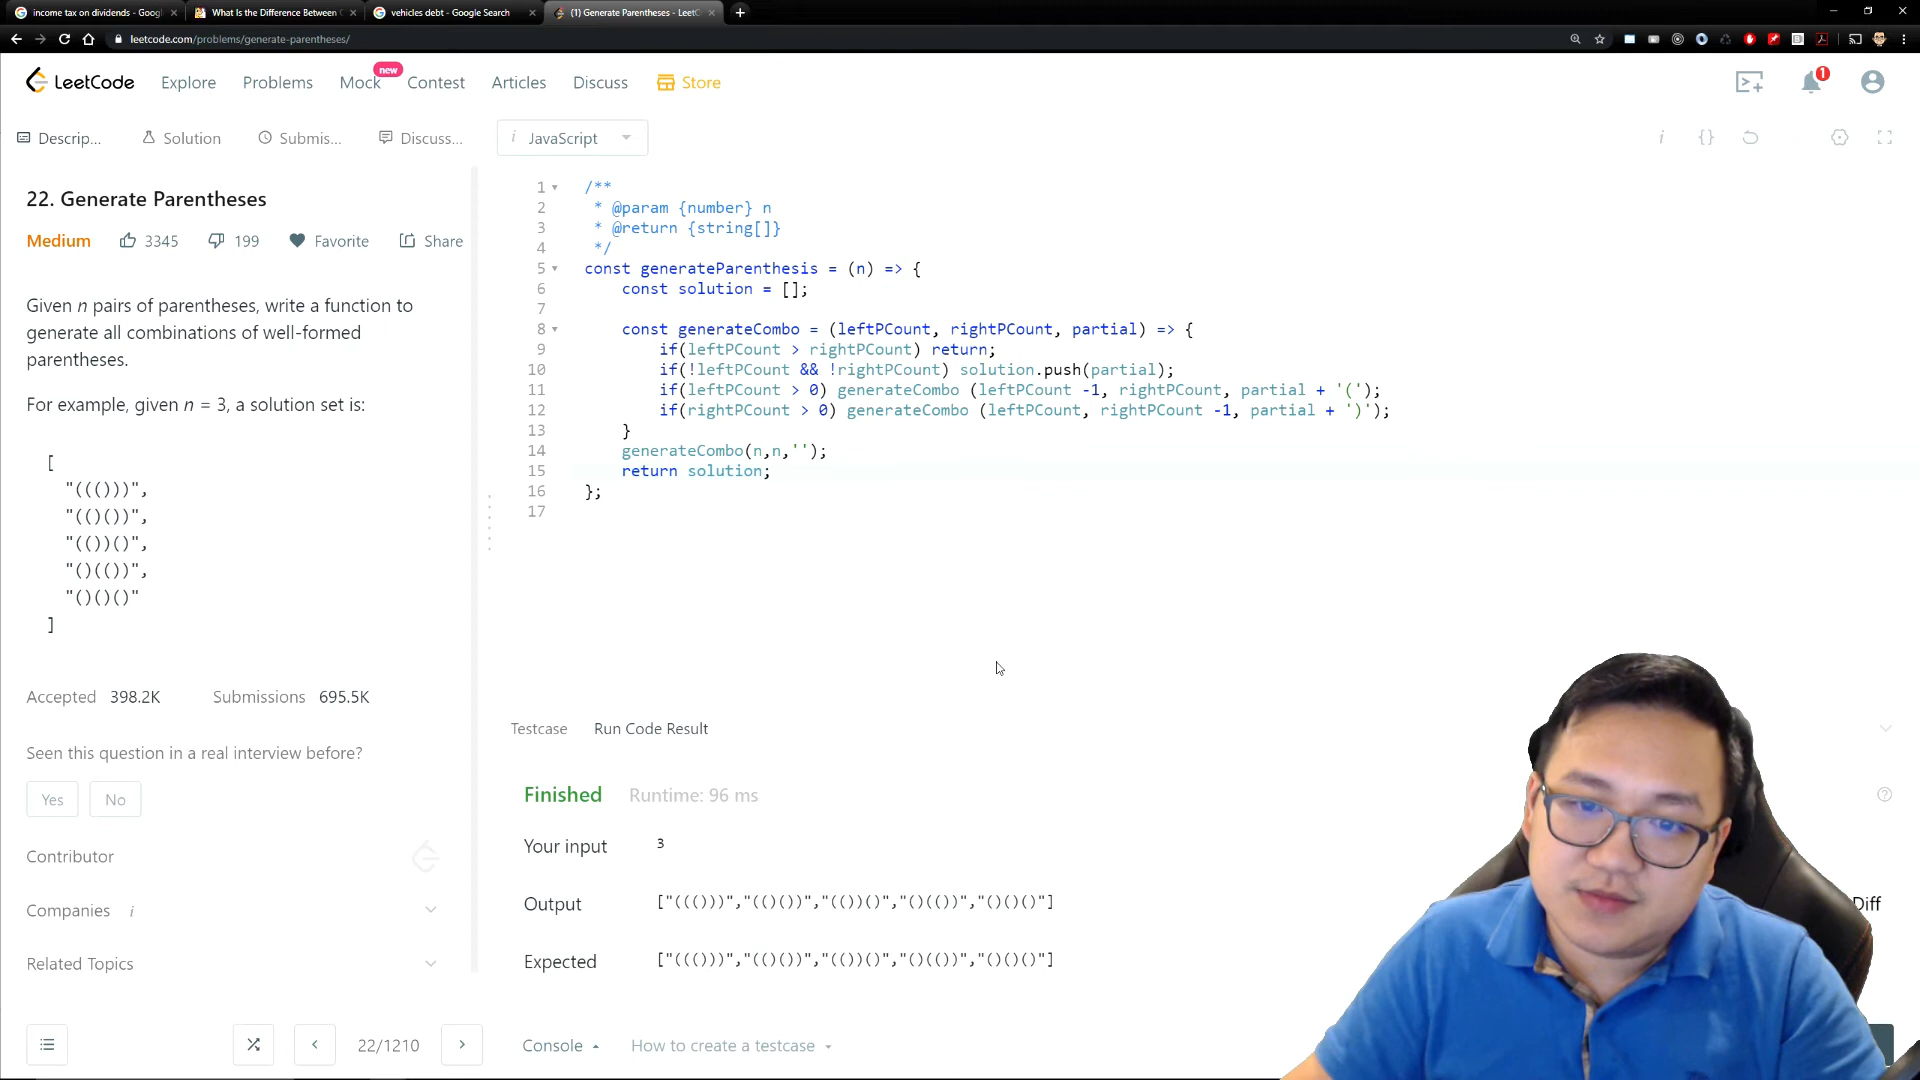 income tax on dividends - Googl
What Is the Difference Between
vehicles debt - Google Search
(1) Generate Parentheses - LeetC
leetcode.com/problems/generate-parentheses/
LeetCode
Explore
Problems
Mock
new
Contest
Articles
Discuss
Store
1
Descrip...
Solution
Submis...
Discuss...
i
JavaScript
i
{}
22. Generate Parentheses
Medium
3345
199
Favorite
Share
Given n pairs of parentheses, write a function to
generate all combinations of well-formed
parentheses.
For example, given n = 3, a solution set is:
[
"((()))",
"(()())",
"(())()",
"()(())",
"()()()"
]
Accepted 398.2K
Submissions 695.5K
Seen this question in a real interview before?
Yes
No
Contributor
Companies i
Related Topics
22/1210
1 /**
2 * @param {number} n
3 * @return {string[]}
4 */
5 const generateParenthesis = (n) => {
6 const solution = [];
7
8 const generateCombo = (leftPCount, rightPCount, partial) => {
9 if(leftPCount > rightPCount) return;
10 if(!leftPCount && !rightPCount) solution.push(partial);
11 if(leftPCount > 0) generateCombo (leftPCount -1, rightPCount, partial + '(');
12 if(rightPCount > 0) generateCombo (leftPCount, rightPCount -1, partial + ')');
13 }
14 generateCombo(n,n,'');
15 return solution;
16 };
17
Testcase
Run Code Result
Finished
Runtime: 96 ms
Your input
3
Output
["((()))","(()())","(())()","()(())","()()()"]
Diff
Expected
["((()))","(()())","(())()","()(())","()()()"]
Console
How to create a testcase